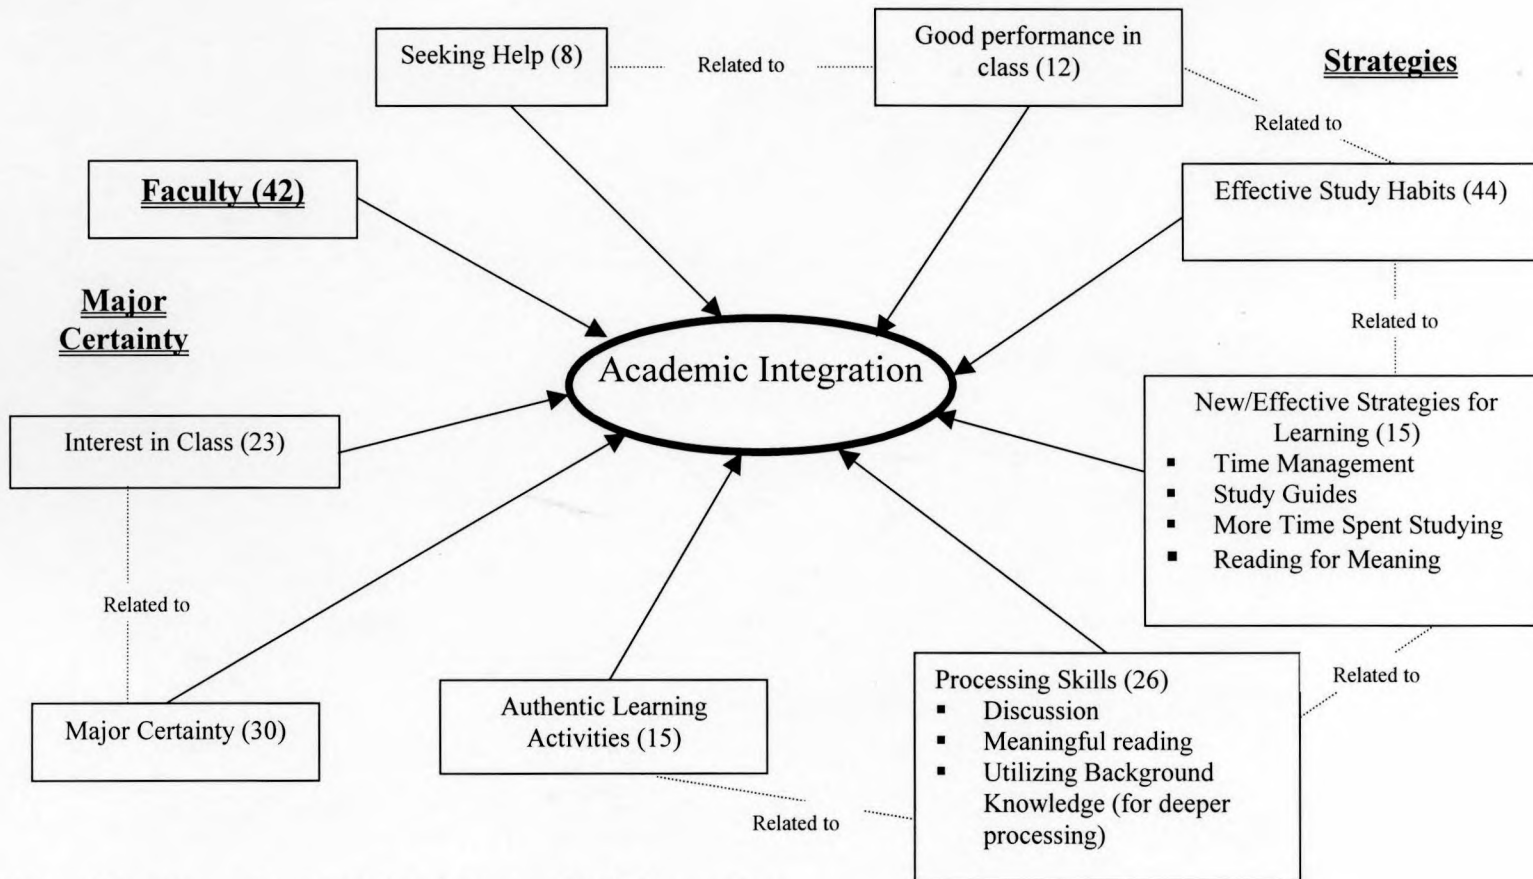 Seeking Help (8)
Related to
Good performance in
class (12)
Strategies
Related to
Faculty (42)
Effective Study Habits (44)
Major
Certainty
Related to
Academic Integration
Interest in Class (23)
New/Effective Strategies for
Learning (15)
▪ Time Management
▪ Study Guides
▪ More Time Spent Studying
▪ Reading for Meaning
Related to
Related to
Major Certainty (30)
Authentic Learning
Activities (15)
Related to
Processing Skills (26)
▪ Discussion
▪ Meaningful reading
▪ Utilizing Background
Knowledge (for deeper
processing)